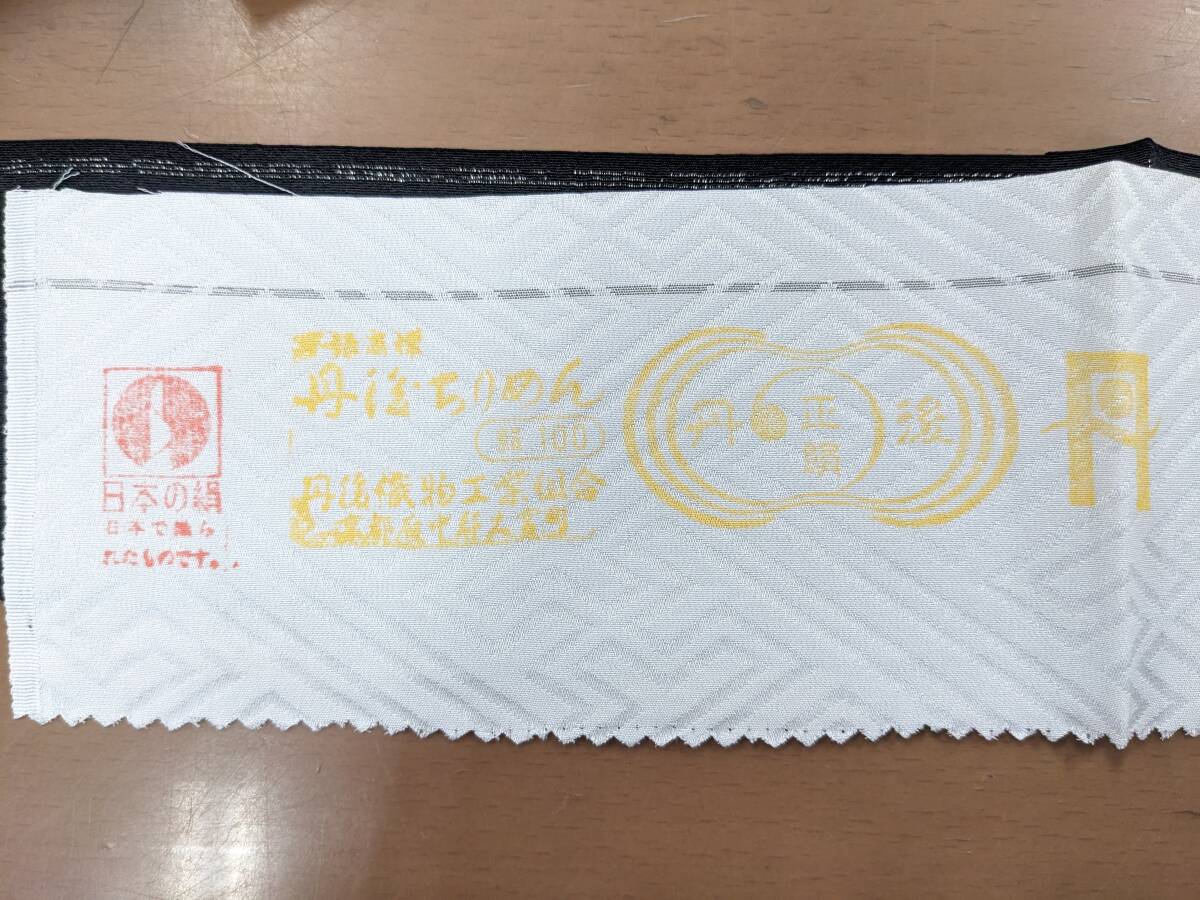 日本の絹
日本で織ら
れたものです。
丹後ちりめん
絹100
丹後織物工業組合
丹 正絹 後